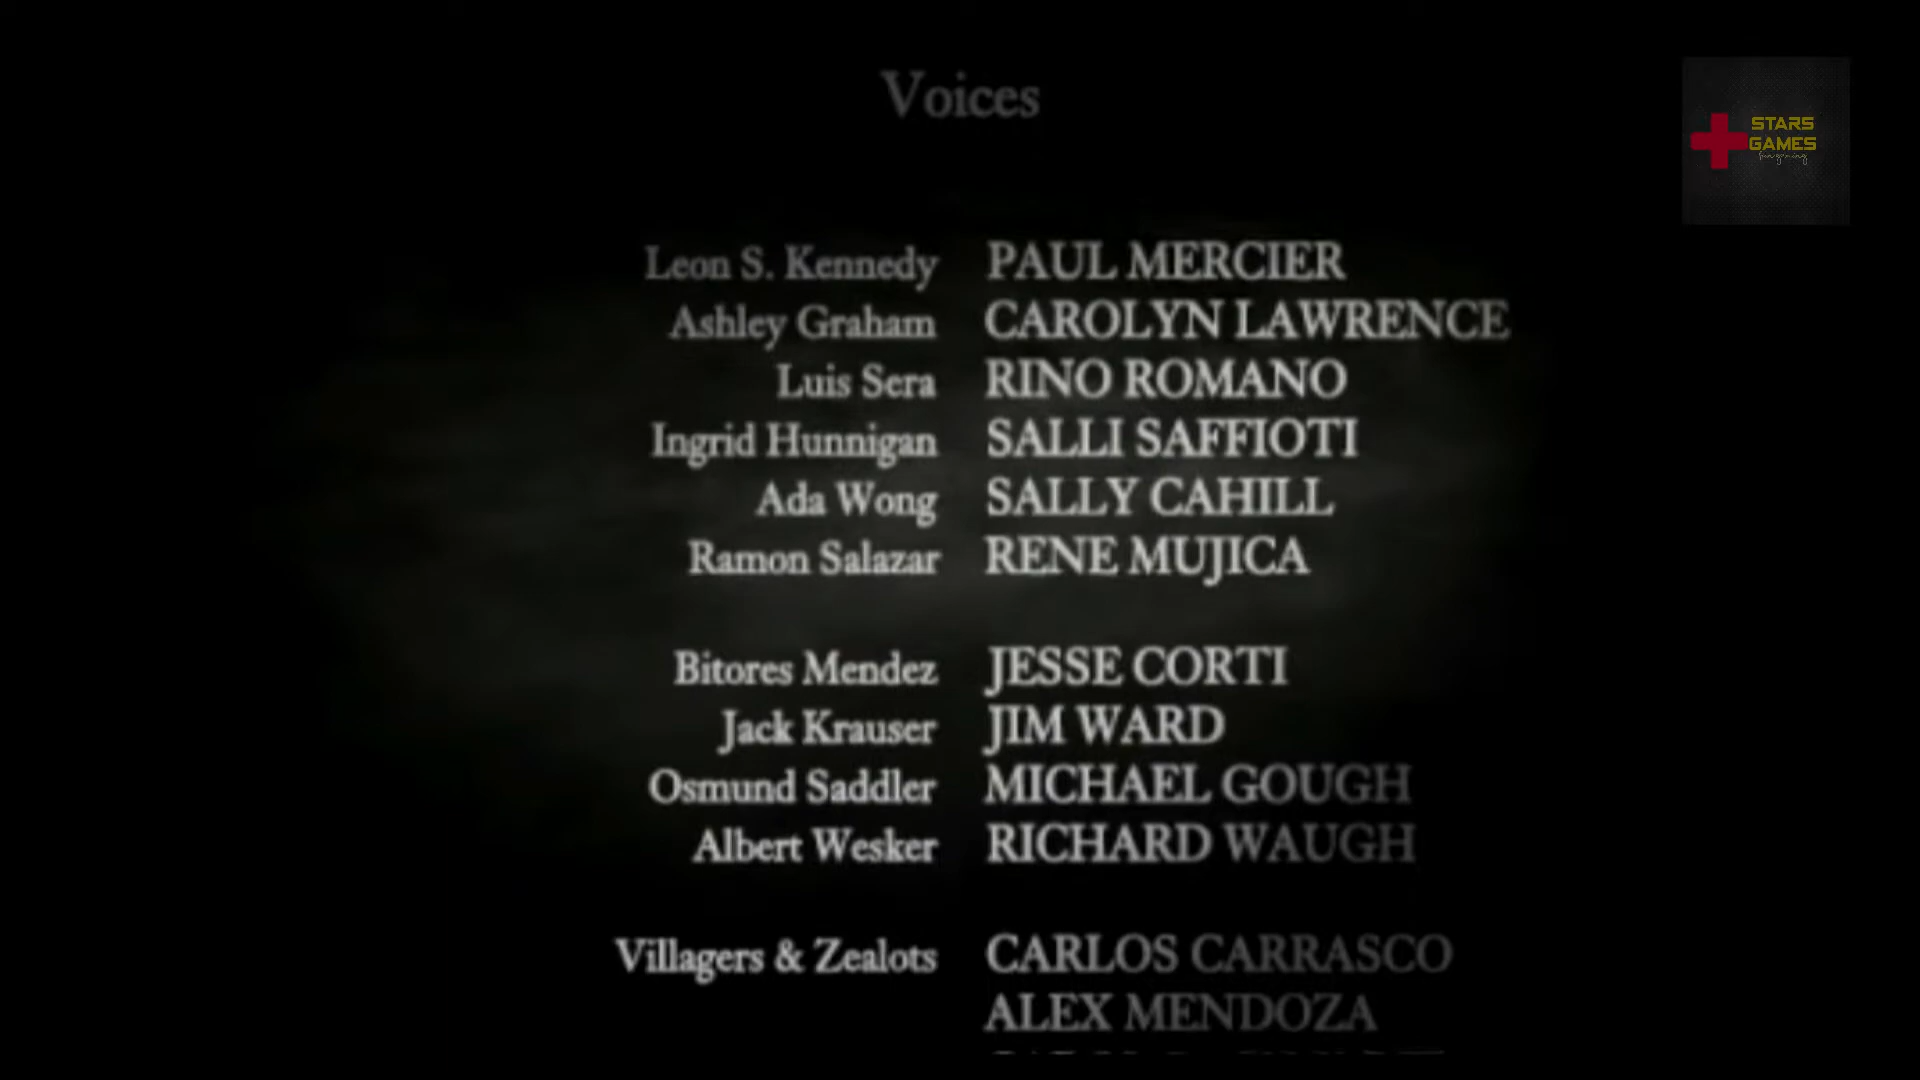 Voices
STARS
GAMES
Leon S. Kennedy PAUL MERCIER
Ashley Graham CAROLYN LAWRENCE
Luis Sera RINO ROMANO
Ingrid Hunnigan SALLI SAFFIOTI
Ada Wong SALLY CAHILL
Ramon Salazar RENE MUJICA
Bitores Mendez JESSE CORTI
Jack Krauser JIM WARD
Osmund Saddler MICHAEL GOUGH
Albert Wesker RICHARD WAUGH
Villagers & Zealots CARLOS CARRASCO
ALEX MENDOZA